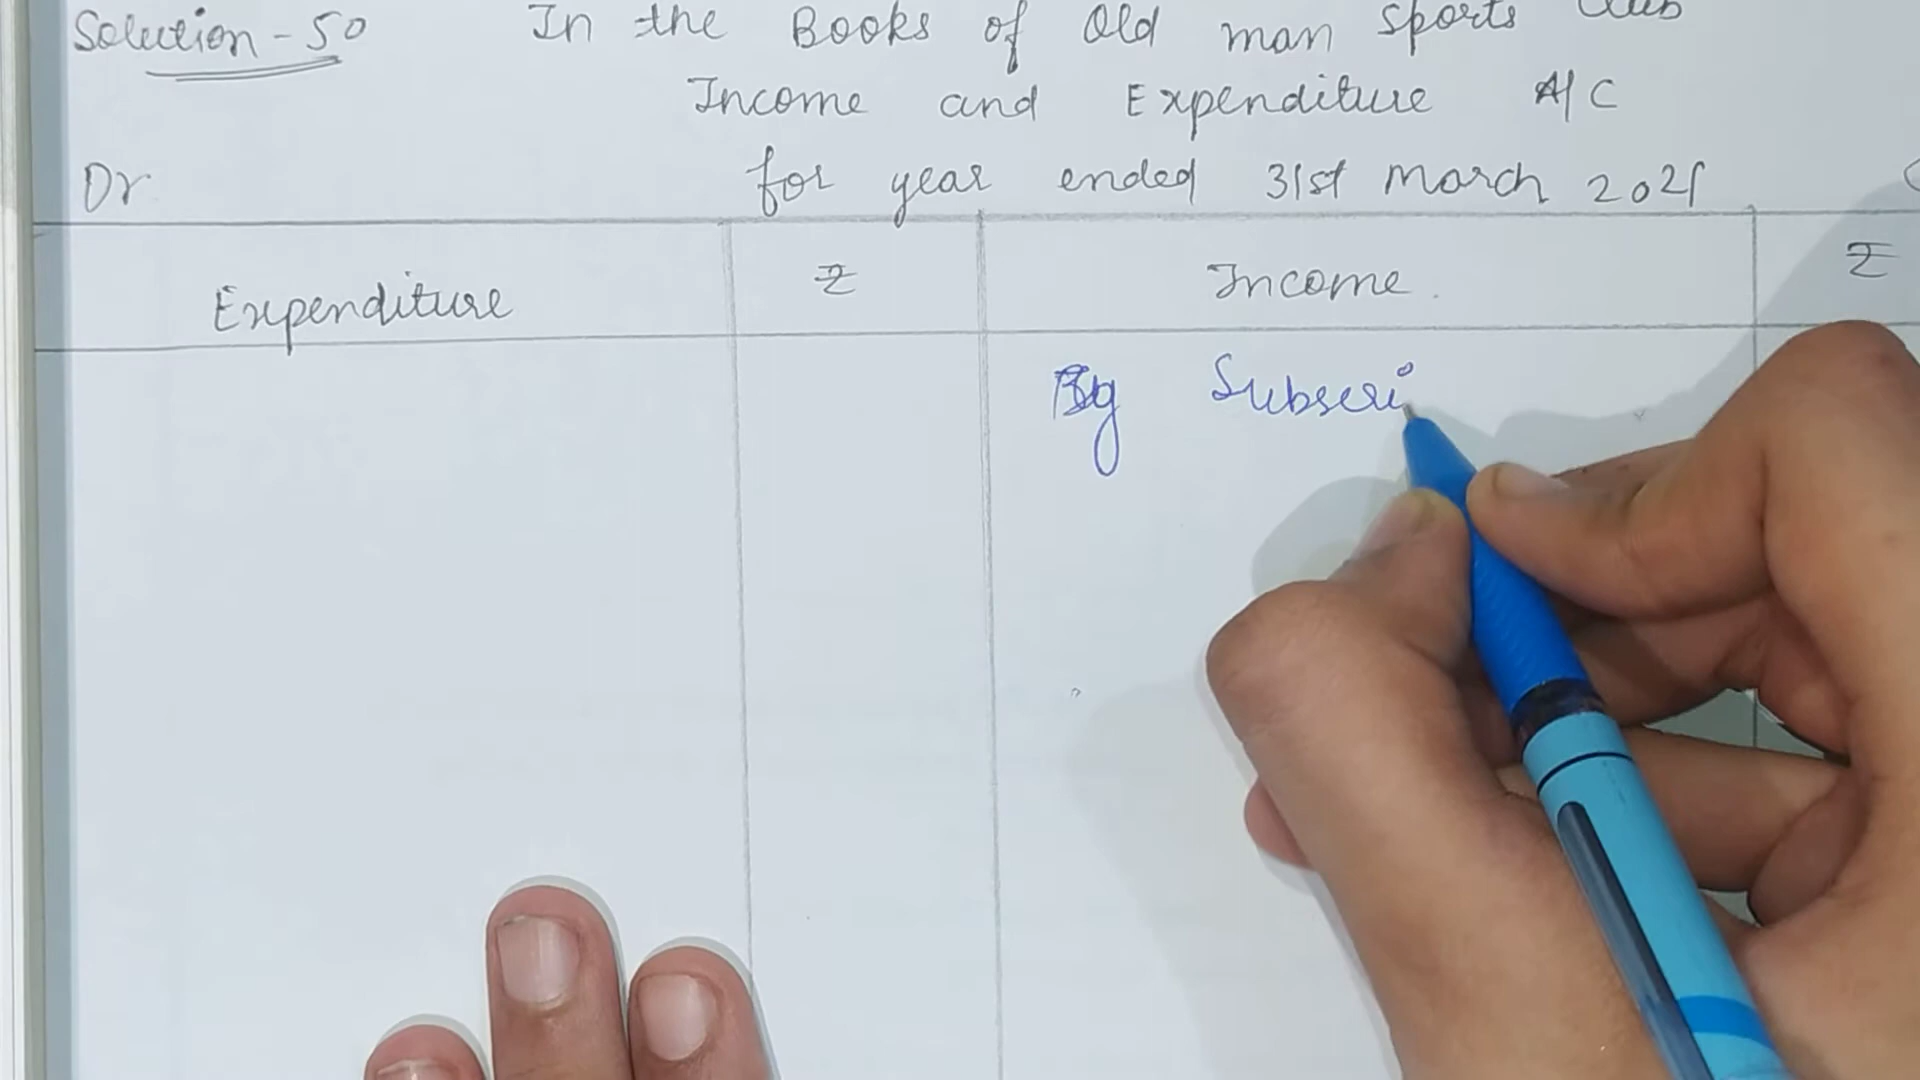 Solution - 50 In the Books of Old man Sports Club
Income and Expenditure A/C
Dr for year ended 31st march 2021
Expenditure ₹ Income. ₹
By Subscri